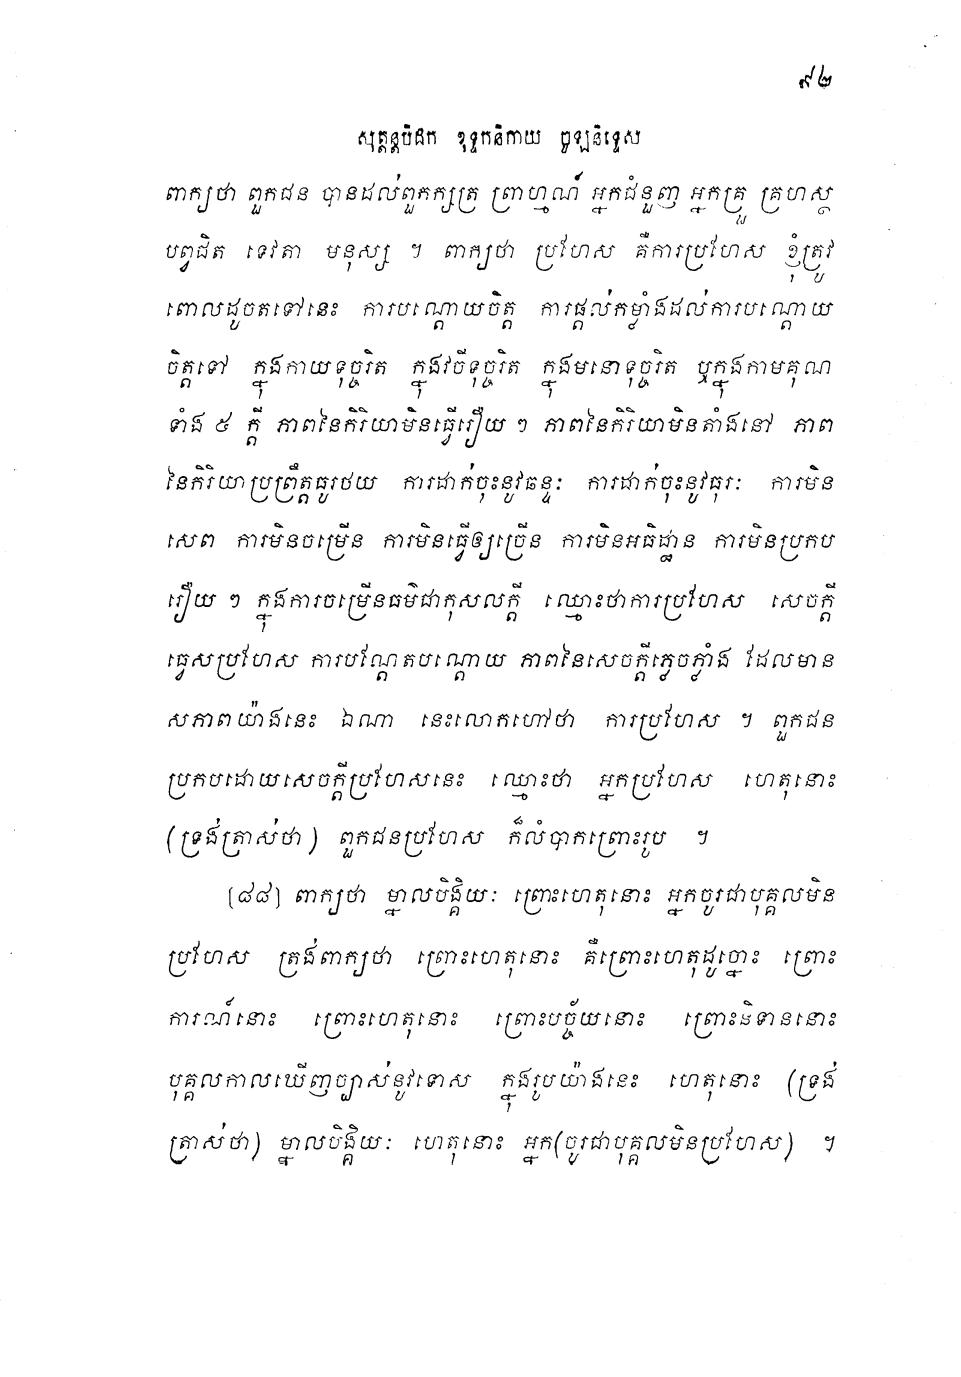 ៩២
សុត្តន្តបិដក ខុទ្ទកនិកាយ ចូឡនិទ្ទេស
ពាក្យថា ពួកជន បានដល់ពួកក្សត្រ ព្រាហ្មណ៍ អ្នកជំនួញ អ្នកគ្រួ គ្រហស្ថ
បព្វជិត ទេវតា មនុស្ស ។ ពាក្យថា ប្រហែស គឺការប្រហែស ខ្ញុំត្រូវ
ពោលដូចតទៅនេះ ការបណ្តោយចិត្ត ការផ្តល់កម្លាំងដល់ការបណ្តោយ
ចិត្តទៅ ក្នុងកាយទុច្ចរិត ក្នុងវចីទុច្ចរិត ក្នុងមនោទុច្ចរិត ឬក្នុងកាមគុណ
ទាំង ៥ ក្តី ភាពនៃកិរិយាមិនធ្វើរឿយ ៗ ភាពនៃកិរិយាមិនតាំងនៅ ភាព
នៃកិរិយាប្រព្រឹត្តធូរថយ ការដាក់ចុះនូវឆន្ទៈ ការដាក់ចុះនូវធុរៈ ការមិន
សេព ការមិនចម្រើន ការមិនធ្វើឲ្យច្រើន ការមិនអធិដ្ឋាន ការមិនប្រកប
រឿយ ៗ ក្នុងការចម្រើនធម៌ជាកុសលក្តី ឈ្មោះថាការប្រហែស សេចក្តី
ធ្វេសប្រហែស ការបណ្តែតបណ្តោយ ភាពនៃសេចក្តីភ្លេចភ្លាំង ដែលមាន
សភាពយ៉ាងនេះ ឯណា នេះលោកហៅថា ការប្រហែស ។ ពួកជន
ប្រកបដោយសេចក្តីប្រហែសនេះ ឈ្មោះថា អ្នកប្រហែស ហេតុនោះ
(ទ្រង់ត្រាស់ថា) ពួកជនប្រហែស ក៏លំបាកព្រោះរូប ។
[៨៨] ពាក្យថា ម្នាលបិង្គិយៈ ព្រោះហេតុនោះ អ្នកចូរជាបុគ្គលមិន
ប្រហែស ត្រង់ពាក្យថា ព្រោះហេតុនោះ គឺព្រោះហេតុដូច្នោះ ព្រោះ
ការណ៍នោះ ព្រោះហេតុនោះ ព្រោះបច្ច័យនោះ ព្រោះនិទាននោះ
បុគ្គលកាលឃើញច្បាស់នូវទោស ក្នុងរូបយ៉ាងនេះ ហេតុនោះ (ទ្រង់
ត្រាស់ថា) ម្នាលបិង្គិយៈ ហេតុនោះ អ្នក(ចូរជាបុគ្គលមិនប្រហែស) ។